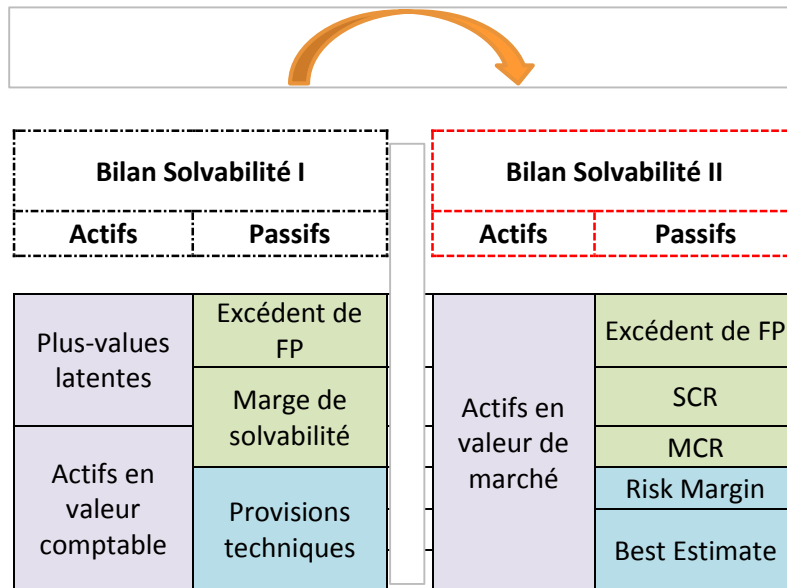 Bilan Solvabilité I
Actifs
Passifs
Plus-values
latentes
Actifs en
valeur
comptable
Excédent de
FP
Marge de
solvabilité
Provisions
techniques
Bilan Solvabilité II
Actifs
Passifs
Actifs en
valeur de
marché
Excédent de FP
SCR
MCR
Risk Margin
Best Estimate